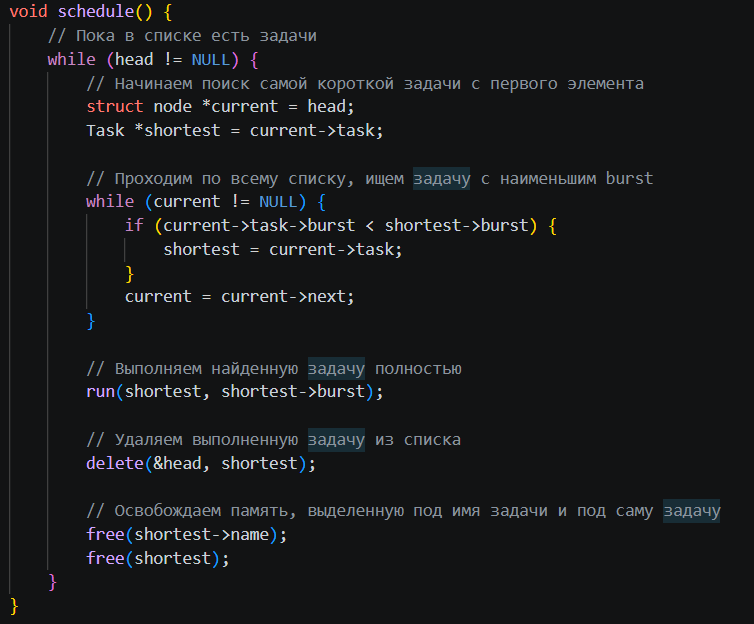 void schedule() {
// Пока в списке есть задачи
while (head != NULL) {
// Начинаем поиск самой короткой задачи с первого элемента
struct node *current = head;
Task *shortest = current->task;
// Проходим по всему списку, ищем задачу с наименьшим burst
while (current != NULL) {
if (current->task->burst < shortest->burst) {
shortest = current->task;
}
current = current->next;
}
// Выполняем найденную задачу полностью
run(shortest, shortest->burst);
// Удаляем выполненную задачу из списка
delete(&head, shortest);
// Освобождаем память, выделенную под имя задачи и под саму задачу
free(shortest->name);
free(shortest);
}
}